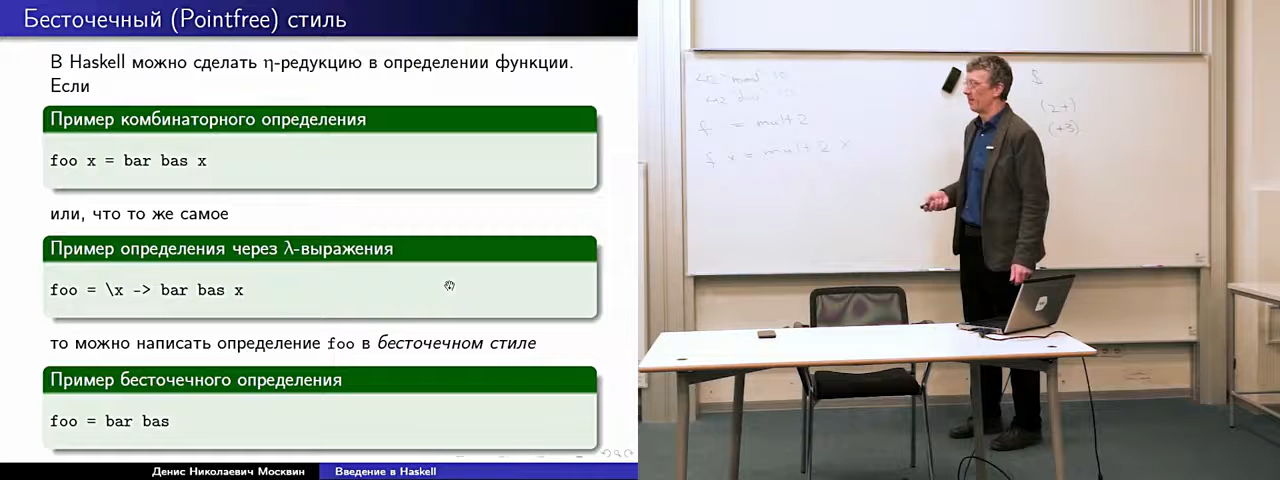 Бесточечный (Pointfree) стиль
В Haskell можно сделать η-редукцию в определении функции.
Если
Пример комбинаторного определения
foo x = bar bas x
или, что то же самое
Пример определения через λ-выражения
foo = \x -> bar bas x
то можно написать определение foo в бесточечном стиле
Пример бесточечного определения
foo = bar bas
Денис Николаевич Москвин
Введение в Haskell
f = mult 2
f x = mult 2 x
$
(2+)
(+3)